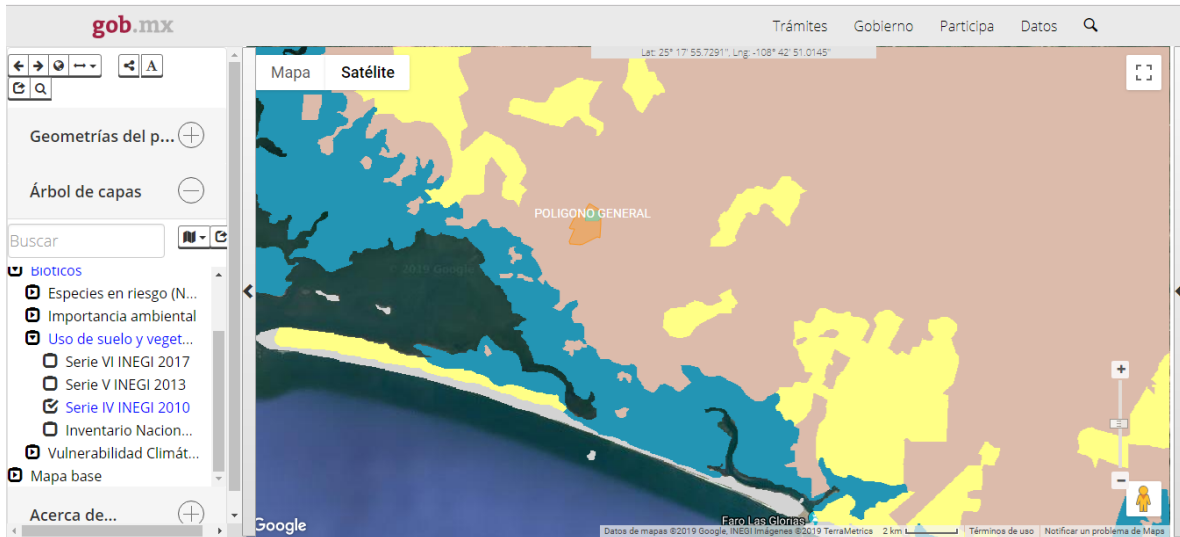 gob.mx
Trámites Gobierno Participa Datos
Lat: 25° 17' 55.7291", Lng: -108° 42' 51.0145"
A
Mapa Satélite
Geometrías del p...
Árbol de capas
Buscar
POLIGONO GENERAL
© 2019 Google
Bióticos
Especies en riesgo (N...
Importancia ambiental
Uso de suelo y veget...
Serie VI INEGI 2017
Serie V INEGI 2013
Serie IV INEGI 2010
Inventario Nacion...
Vulnerabilidad Climát...
Mapa base
Acerca de...
Google
Faro Las Glorias
Datos de mapas ©2019 Google, INEGI Imágenes ©2019 TerraMetrics 2 km Términos de uso Notificar un problema de Maps